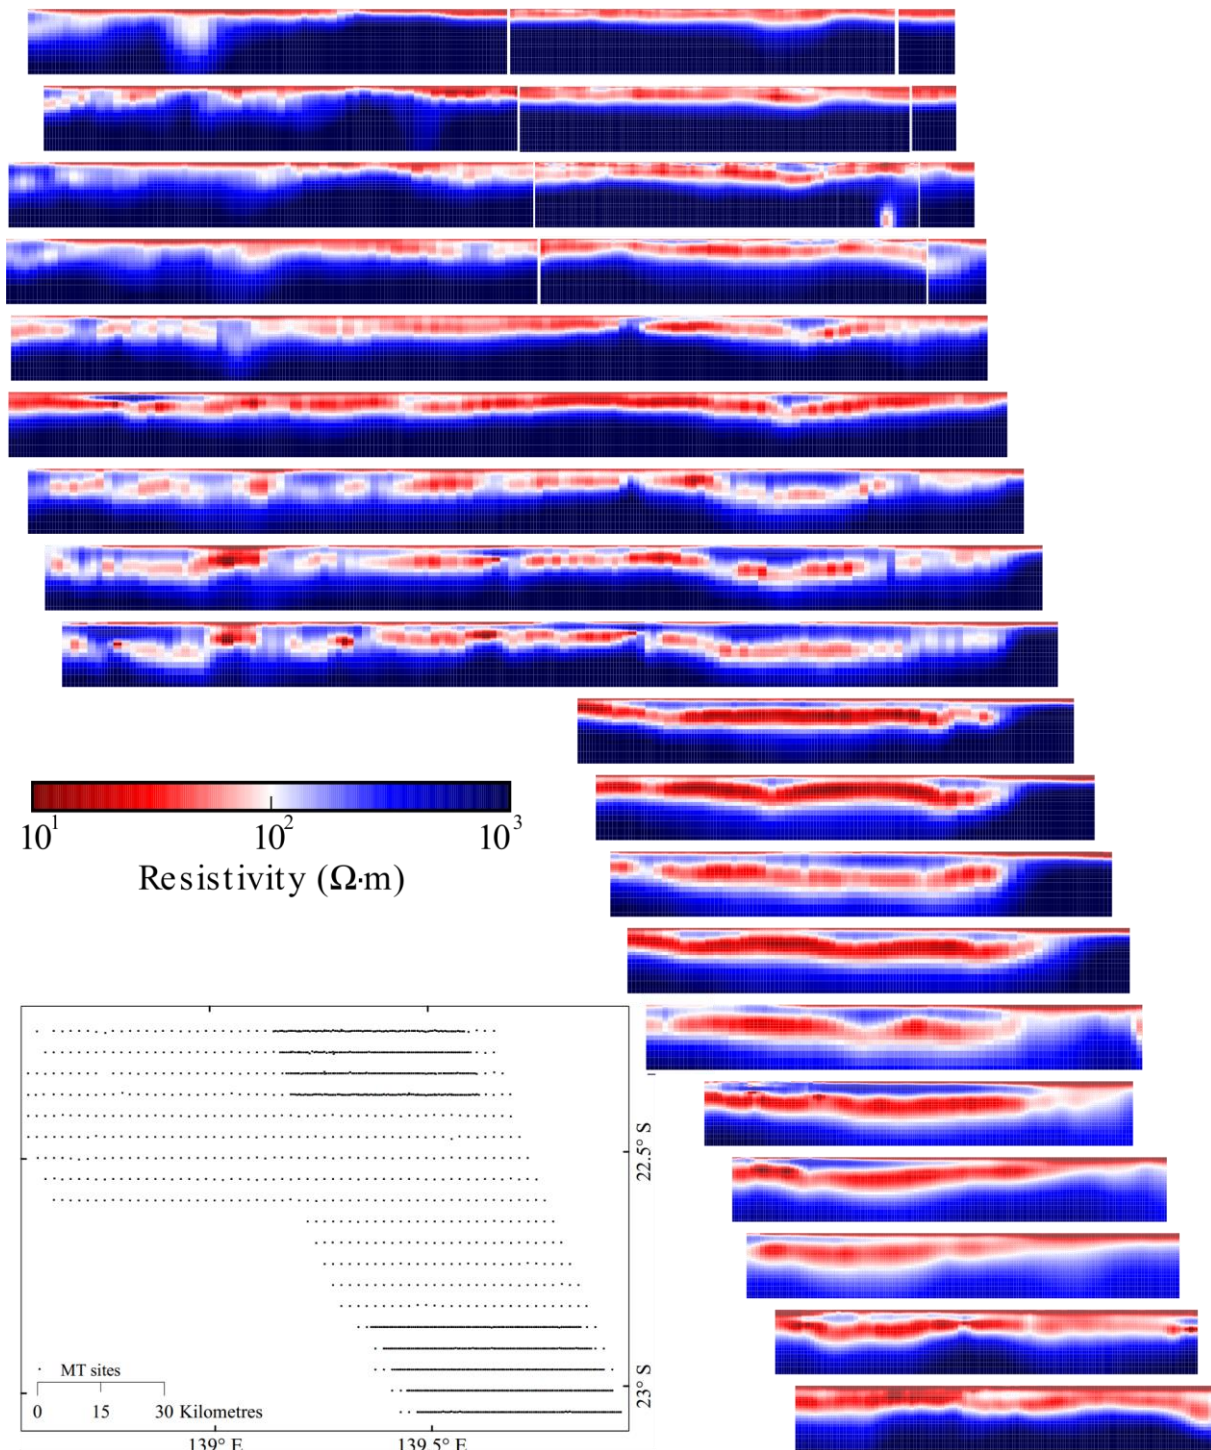 10¹ 10² 10³
Resistivity (Ω·m)
22.5° S
MT sites
0 15 30 Kilometres
23° S
139° E 139.5° E